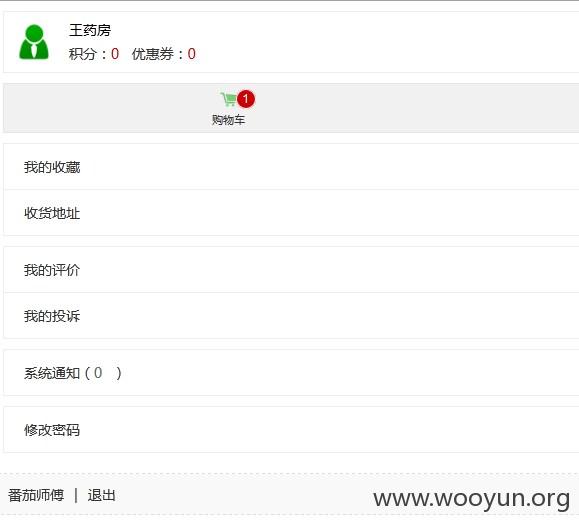 王药房
积分：0 优惠券：0
1
购物车
我的收藏
收货地址
我的评价
我的投诉
系统通知（0 ）
修改密码
番茄师傅 | 退出
www.wooyun.org